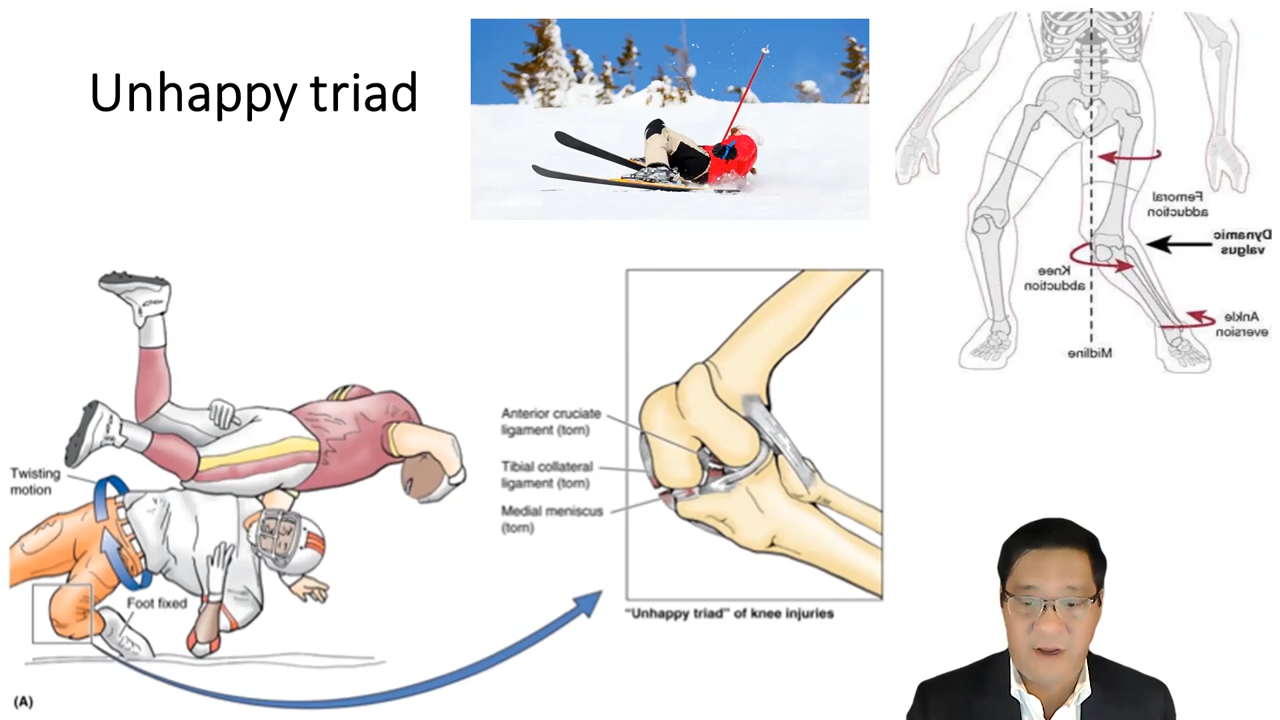 Unhappy triad
Femoral
adduction
Dynamic
valgus
Knee
abduction
Ankle
eversion
Midline
Anterior cruciate
ligament (torn)
Tibial collateral
ligament (torn)
Medial meniscus
(torn)
"Unhappy triad" of knee injuries
Twisting
motion
Foot fixed
(A)